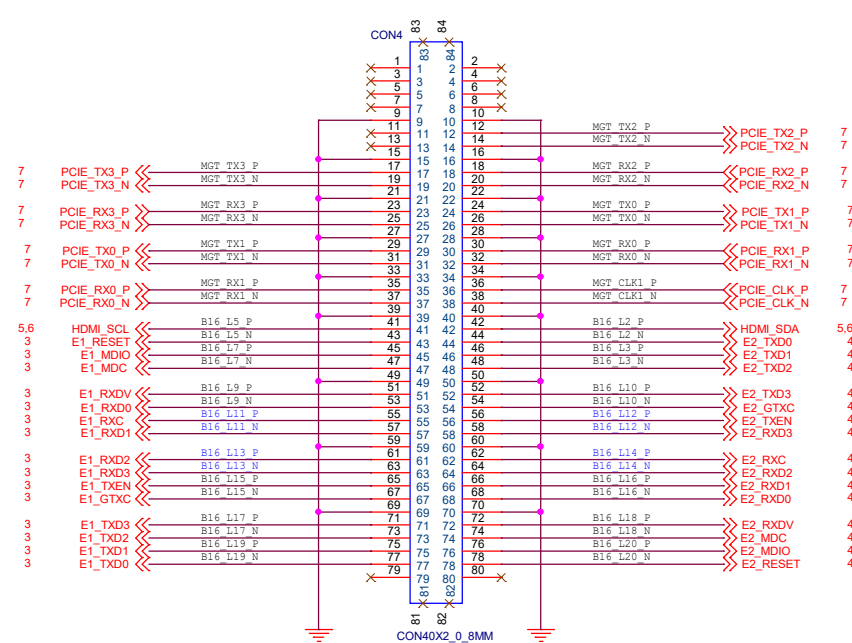 83 84
CON4
83 84
1 1 2 2
3 3 4 4
5 5 6 6
7 7 8 8
9 9 10 10
11 11 12 12 MGT_TX2_P PCIE_TX2_P 7
13 13 14 14 MGT_TX2_N PCIE_TX2_N 7
15 15 16 16
7 PCIE_TX3_P MGT_TX3_P 17 17 18 18 MGT_RX2_P PCIE_RX2_P 7
7 PCIE_TX3_N MGT_TX3_N 19 19 20 20 MGT_RX2_N PCIE_RX2_N 7
21 21 22 22
7 PCIE_RX3_P MGT_RX3_P 23 23 24 24 MGT_TX0_P PCIE_TX1_P 7
7 PCIE_RX3_N MGT_RX3_N 25 25 26 26 MGT_TX0_N PCIE_TX1_N 7
27 27 28 28
7 PCIE_TX0_P MGT_TX1_P 29 29 30 30 MGT_RX0_P PCIE_RX1_P 7
7 PCIE_TX0_N MGT_TX1_N 31 31 32 32 MGT_RX0_N PCIE_RX1_N 7
33 33 34 34
7 PCIE_RX0_P MGT_RX1_P 35 35 36 36 MGT_CLK1_P PCIE_CLK_P 7
7 PCIE_RX0_N MGT_RX1_N 37 37 38 38 MGT_CLK1_N PCIE_CLK_N 7
39 39 40 40
5,6 HDMI_SCL B16_L5_P 41 41 42 42 B16_L2_P HDMI_SDA 5,6
3 E1_RESET B16_L5_N 43 43 44 44 B16_L2_N E2_TXD0 4
3 E1_MDIO B16_L7_P 45 45 46 46 B16_L3_P E2_TXD1 4
3 E1_MDC B16_L7_N 47 47 48 48 B16_L3_N E2_TXD2 4
49 49 50 50
3 E1_RXDV B16_L9_P 51 51 52 52 B16_L10_P E2_TXD3 4
3 E1_RXD0 B16_L9_N 53 53 54 54 B16_L10_N E2_GTXC 4
3 E1_RXC B16_L11_P 55 55 56 56 B16_L12_P E2_TXEN 4
3 E1_RXD1 B16_L11_N 57 57 58 58 B16_L12_N E2_RXD3 4
59 59 60 60
3 E1_RXD2 B16_L13_P 61 61 62 62 B16_L14_P E2_RXC 4
3 E1_RXD3 B16_L13_N 63 63 64 64 B16_L14_N E2_RXD2 4
3 E1_TXEN B16_L15_P 65 65 66 66 B16_L16_P E2_RXD1 4
3 E1_GTXC B16_L15_N 67 67 68 68 B16_L16_N E2_RXD0 4
69 69 70 70
3 E1_TXD3 B16_L17_P 71 71 72 72 B16_L18_P E2_RXDV 4
3 E1_TXD2 B16_L17_N 73 73 74 74 B16_L18_N E2_MDC 4
3 E1_TXD1 B16_L19_P 75 75 76 76 B16_L20_P E2_MDIO 4
3 E1_TXD0 B16_L19_N 77 77 78 78 B16_L20_N E2_RESET 4
79 79 80 80
81 82
81 82
CON40X2_0_8MM